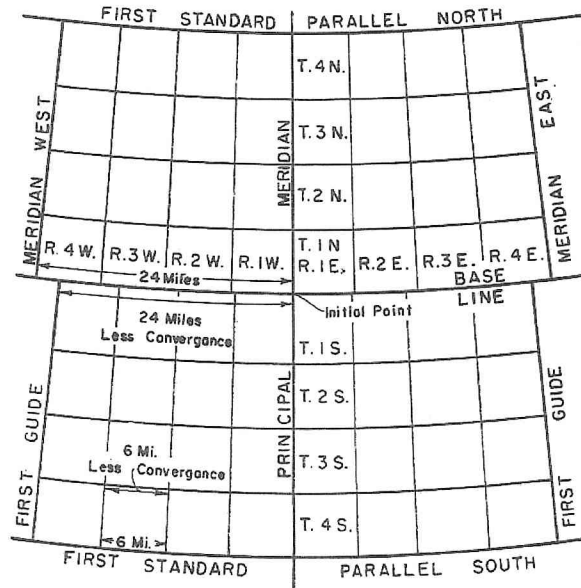 FIRST STANDARD PARALLEL NORTH
T. 4 N.
T. 3 N.
T. 2 N.
T. 1 N
R. 4 W. R.3 W. R. 2 W. R.1W. R.1 E. R.2 E. R.3 E. R.4 E.
24 Miles
BASE
LINE
Initial Point
24 Miles
Less Convergence
T. 1 S.
T. 2 S.
6 Mi.
Less Convergence
T. 3 S.
6 Mi.
T. 4 S.
FIRST STANDARD PARALLEL SOUTH
FIRST GUIDE MERIDIAN WEST
PRINCIPAL MERIDIAN
FIRST GUIDE MERIDIAN EAST